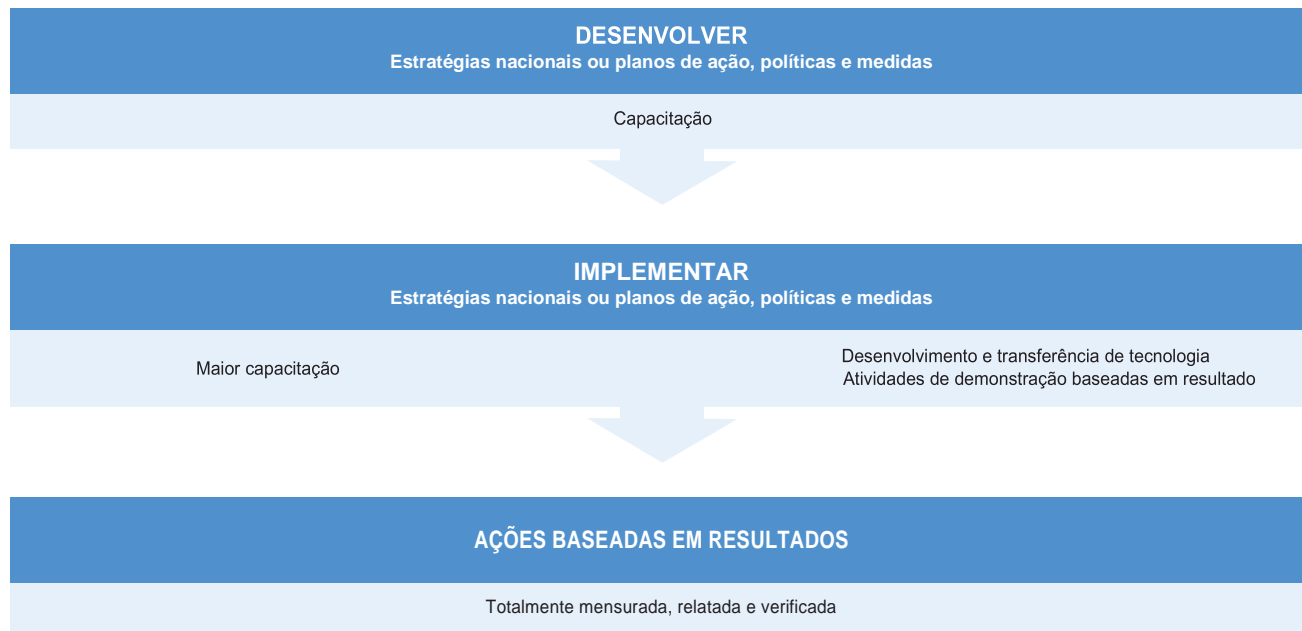 DESENVOLVER
Estratégias nacionais ou planos de ação, políticas e medidas
Capacitação
IMPLEMENTAR
Estratégias nacionais ou planos de ação, políticas e medidas
Maior capacitação
Desenvolvimento e transferência de tecnologia
Atividades de demonstração baseadas em resultado
AÇÕES BASEADAS EM RESULTADOS
Totalmente mensurada, relatada e verificada